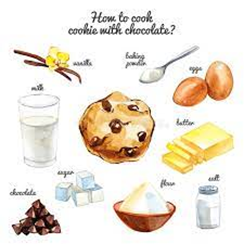 How to cook
cookie with chocolate?
vanilla
baking
powder
eggs
milk
butter
sugar
chocolate
flour
salt